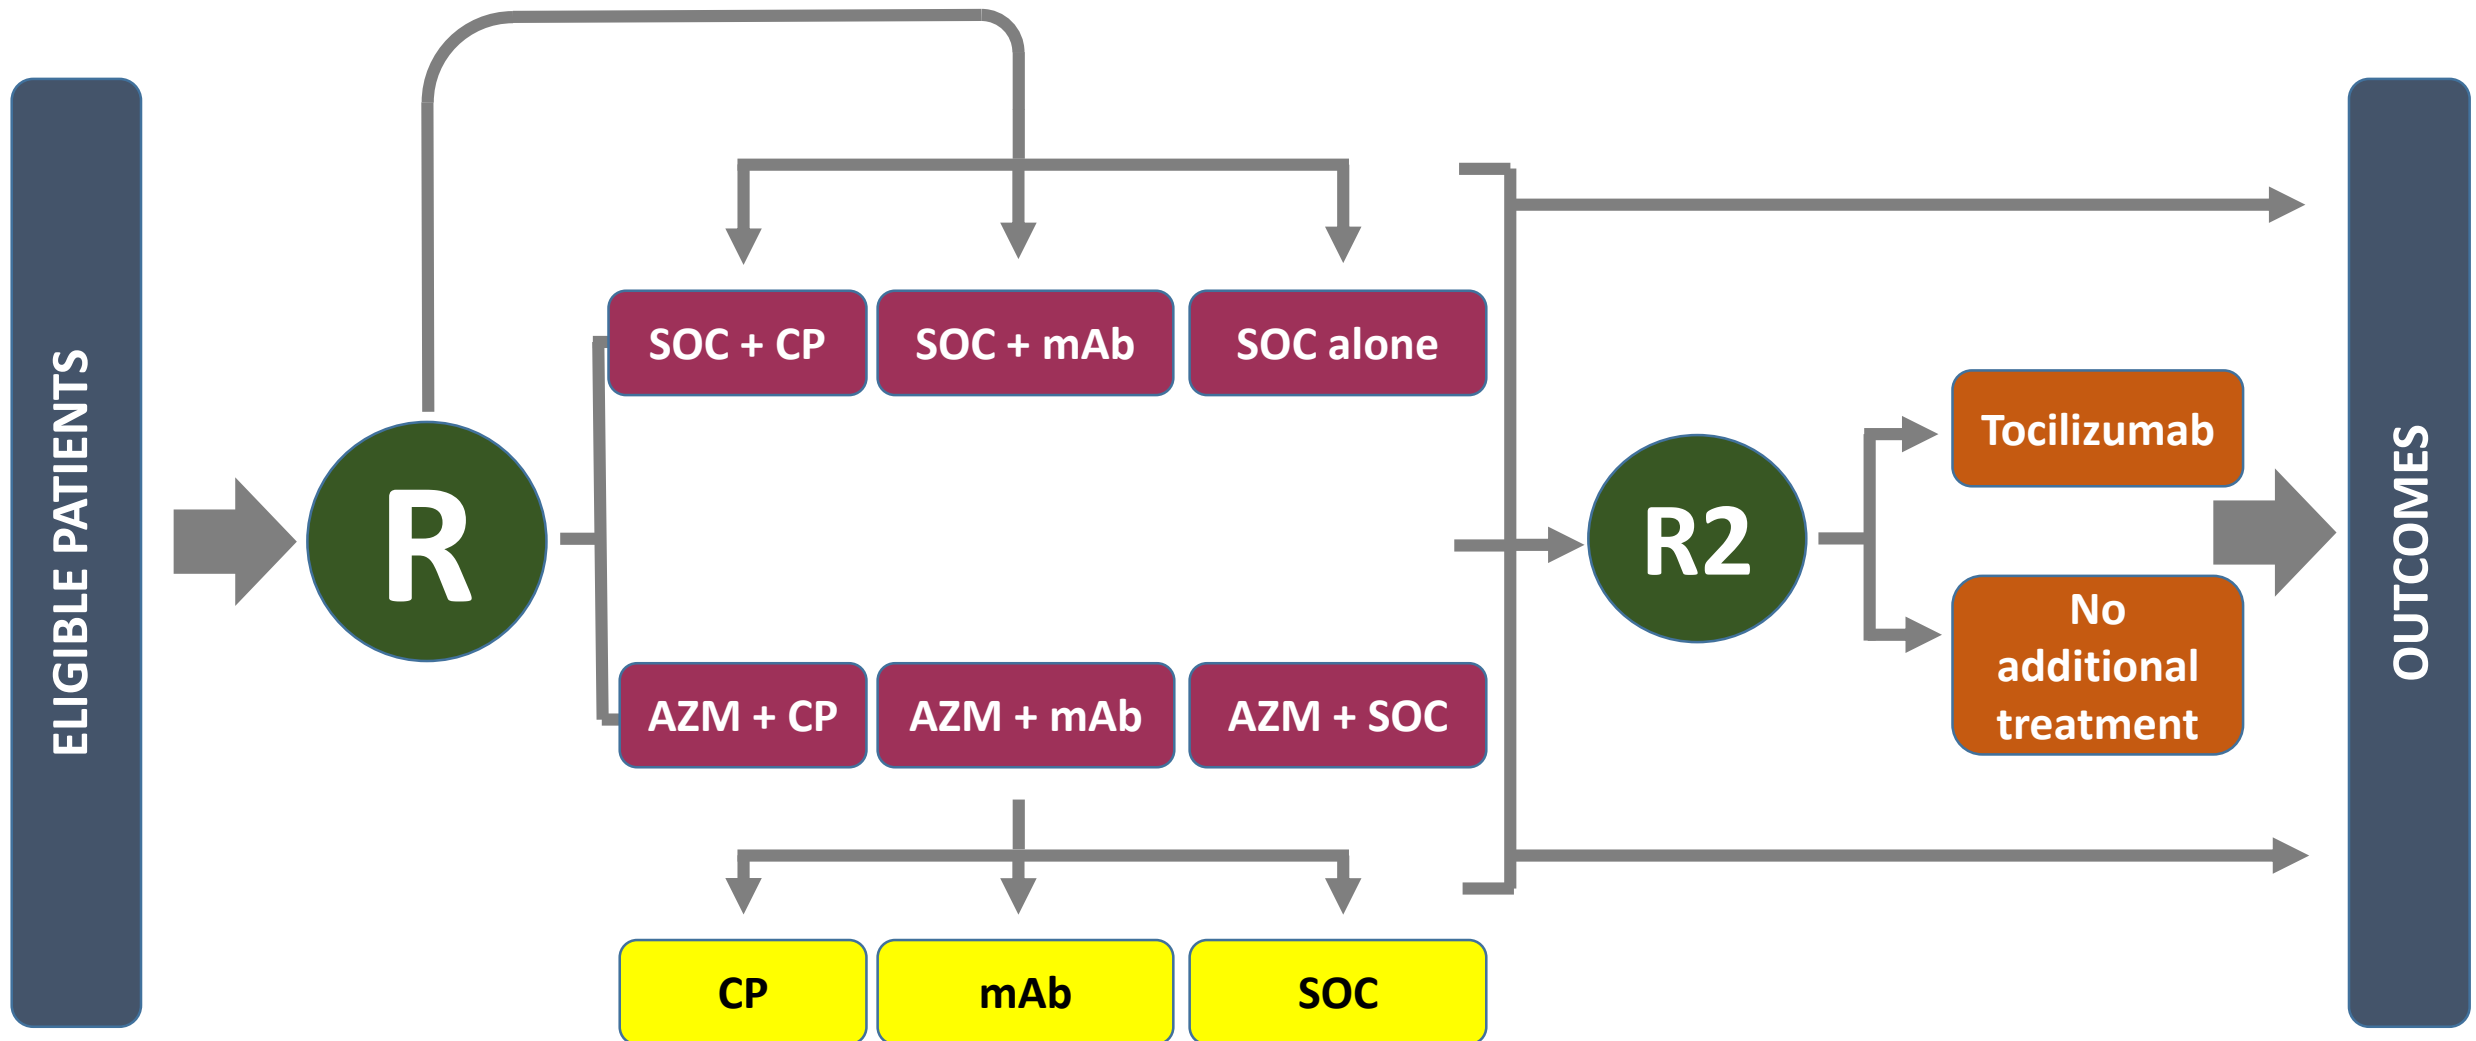 ELIGIBLE PATIENTS
R
SOC + CP
SOC + mAb
SOC alone
AZM + CP
AZM + mAb
AZM + SOC
CP
mAb
SOC
R2
Tocilizumab
No
additional
treatment
OUTCOMES